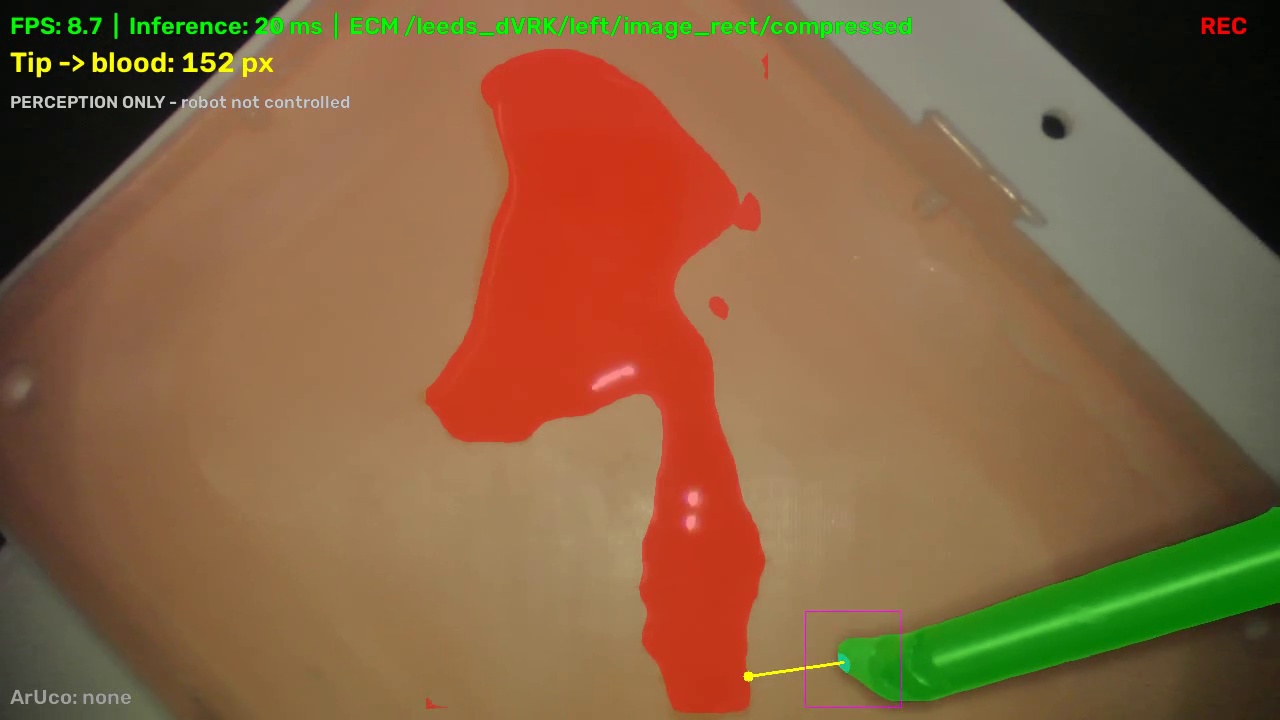 FPS: 8.7 | Inference: 20 ms | ECM /leeds_dVRK/left/image_rect/compressed
REC
Tip -> blood: 152 px
PERCEPTION ONLY - robot not controlled
ArUco: none